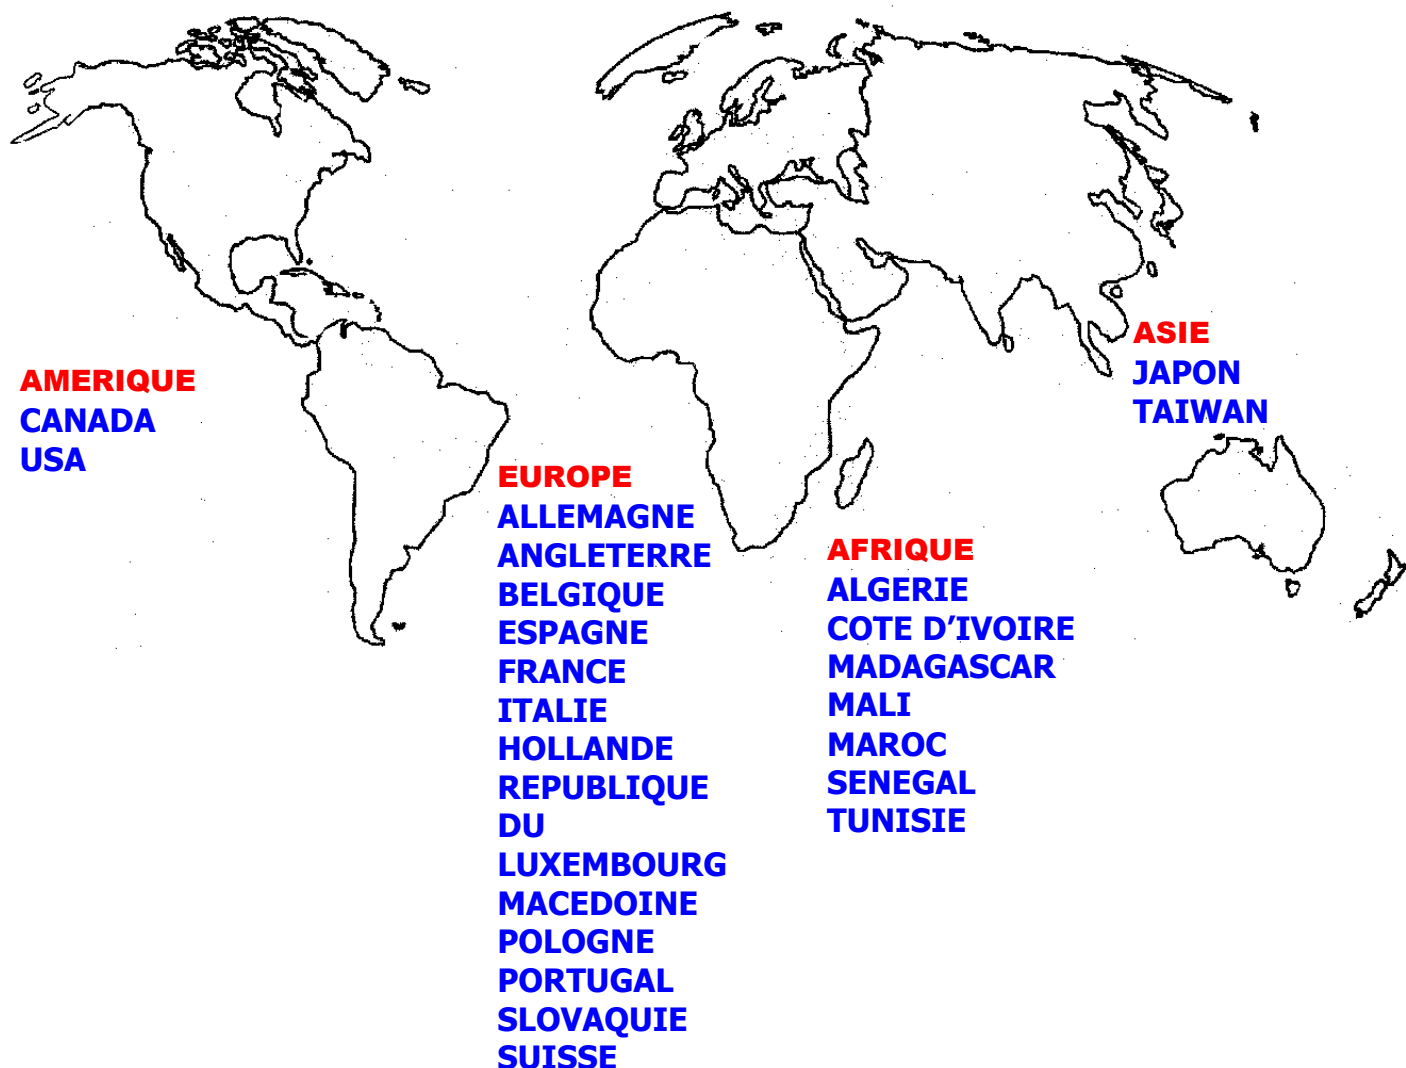 AMERIQUE
CANADA
USA
EUROPE
ALLEMAGNE
ANGLETERRE
BELGIQUE
ESPAGNE
FRANCE
ITALIE
HOLLANDE
REPUBLIQUE
DU
LUXEMBOURG
MACEDOINE
POLOGNE
PORTUGAL
SLOVAQUIE
SUISSE
AFRIQUE
ALGERIE
COTE D’IVOIRE
MADAGASCAR
MALI
MAROC
SENEGAL
TUNISIE
ASIE
JAPON
TAIWAN